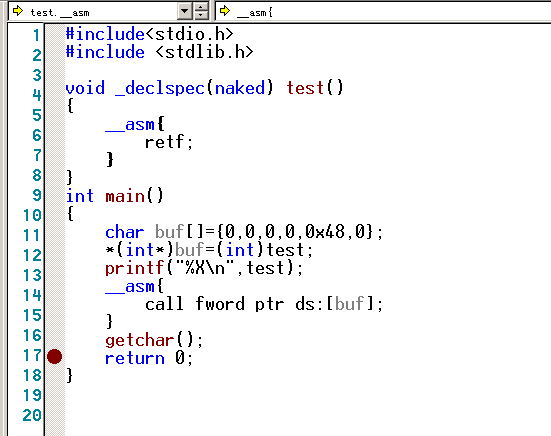 test.__asm __asm{
1 #include<stdio.h>
2 #include <stdlib.h>
3
4 void _declspec(naked) test()
5 {
6 __asm{
7 retf;
8 }
9 }
10 int main()
11 {
12 char buf[]={0,0,0,0,0x48,0};
13 *(int*)buf=(int)test;
14 printf("%X\n",test);
15 __asm{
16 call fword ptr ds:[buf];
17 }
18 getchar();
19 return 0;
20 }